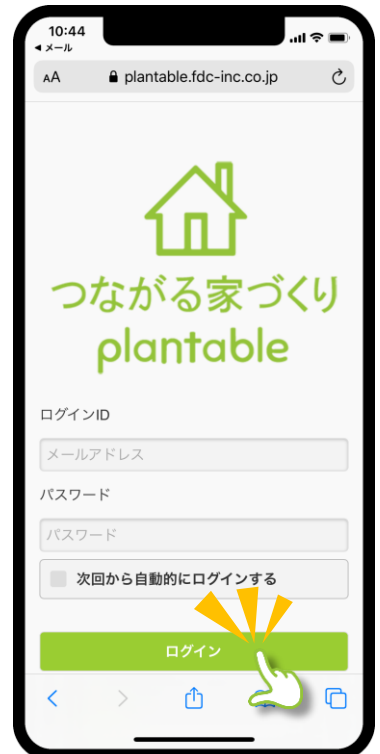 10:44
◀ メール
AA plantable.fdc-inc.co.jp
つながる家づくり
plantable
ログインID
メールアドレス
パスワード
パスワード
次回から自動的にログインする
ログイン